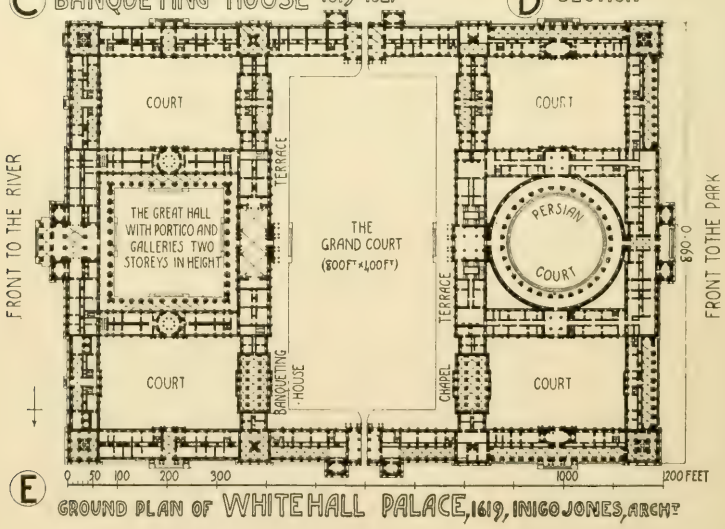 C BANQUETING HOUSE 1619-1621
D SECTION
COURT
COURT
FRONT TO THE RIVER
TERRACE
THE GREAT HALL
WITH PORTICO AND
GALLERIES TWO
STOREYS IN HEIGHT
THE
GRAND COURT
(800FT × 400FT)
TERRACE
PERSIAN
COURT
890·0
FRONT TO THE PARK
COURT
BANQUETING
HOUSE
CHAPEL
COURT
0 50 100 200 300 1000 1200 FEET
E GROUND PLAN OF WHITEHALL PALACE, 1619, INIGO JONES, ARCHT